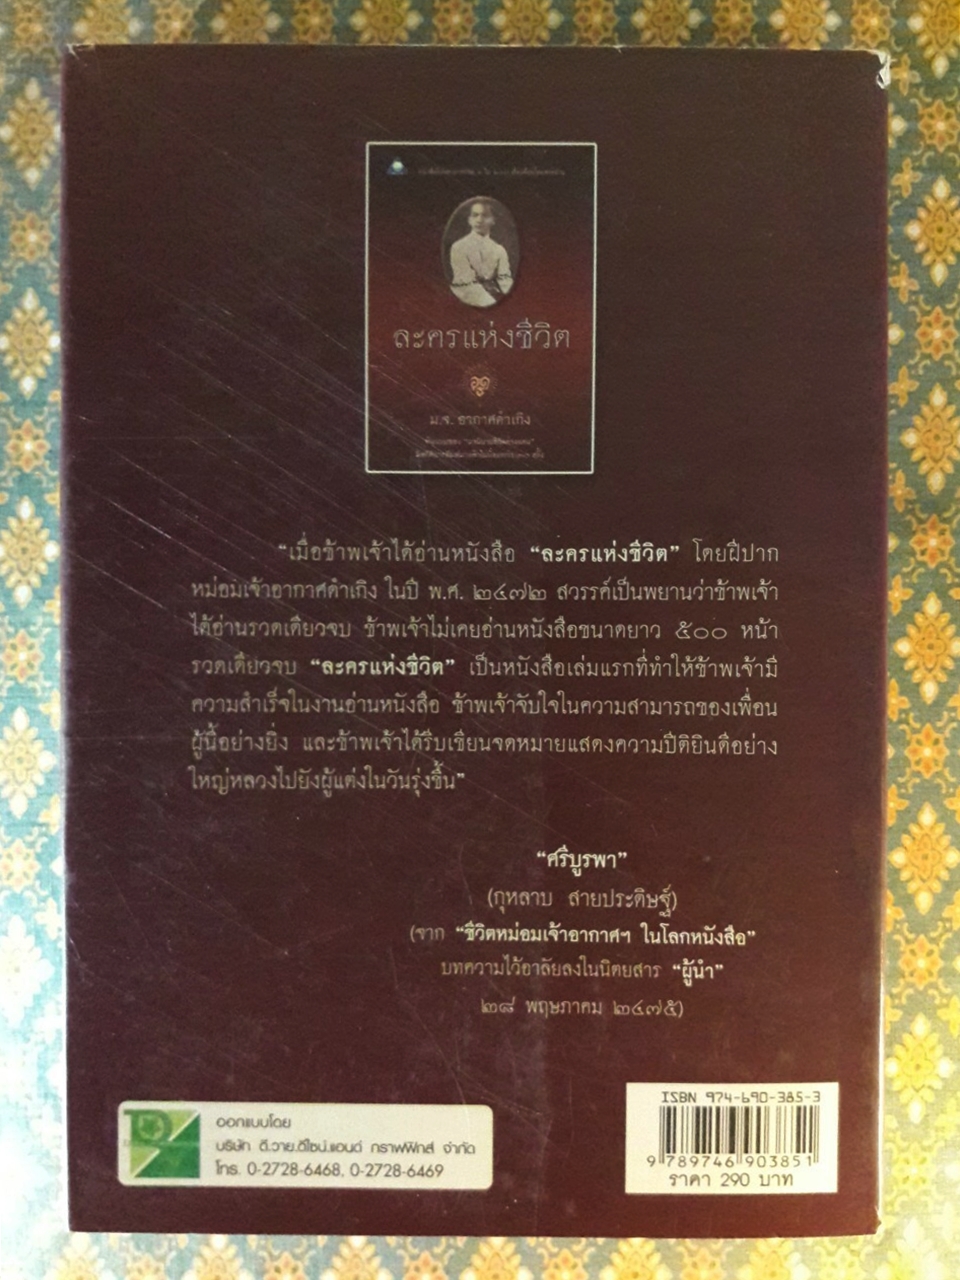 ละครแห่งชีวิต
ม.จ. อากาศดำเกิง
“เมื่อข้าพเจ้าได้อ่านหนังสือ “ละครแห่งชีวิต” โดยฝีปาก
หม่อมเจ้าอากาศดำเกิง ในปี พ.ศ. ๒๔๗๒ สวรรค์เป็นพยานว่าข้าพเจ้า
ได้อ่านรวดเดียวจบ ข้าพเจ้าไม่เคยอ่านหนังสือขนาดยาว ๕๐๐ หน้า
รวดเดียวจบ “ละครแห่งชีวิต” เป็นหนังสือเล่มแรกที่ทำให้ข้าพเจ้ามี
ความสำเร็จในงานอ่านหนังสือ ข้าพเจ้าจับใจในความสามารถของเพื่อน
ผู้นี้อย่างยิ่ง และข้าพเจ้าได้รีบเขียนจดหมายแสดงความปีติยินดีอย่าง
ใหญ่หลวงไปยังผู้แต่งในวันรุ่งขึ้น”
“ศรีบูรพา”
(กุหลาบ สายประดิษฐ์)
(จาก “ชีวิตหม่อมเจ้าอากาศฯ ในโลกหนังสือ”
บทความไว้อาลัยลงในนิตยสาร “ผู้นำ”
๒๘ พฤษภาคม ๒๔๗๕)
ออกแบบโดย
บริษัท ดี.วาย.ดีไซน์.แอนด์ กราฟฟิกส์ จำกัด
โทร. 0-2728-6468, 0-2728-6469
ISBN 974-690-385-3
9 789746 903851
ราคา 290 บาท